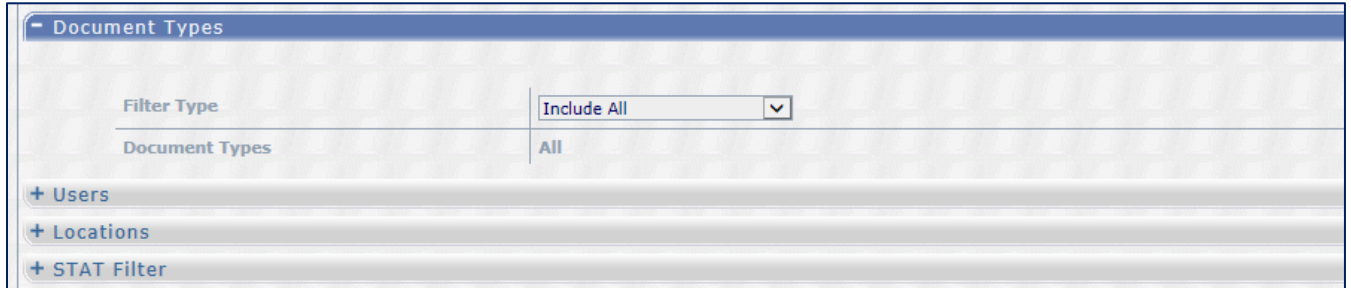 - Document Types
Filter Type Include All
Document Types All
+ Users
+ Locations
+ STAT Filter